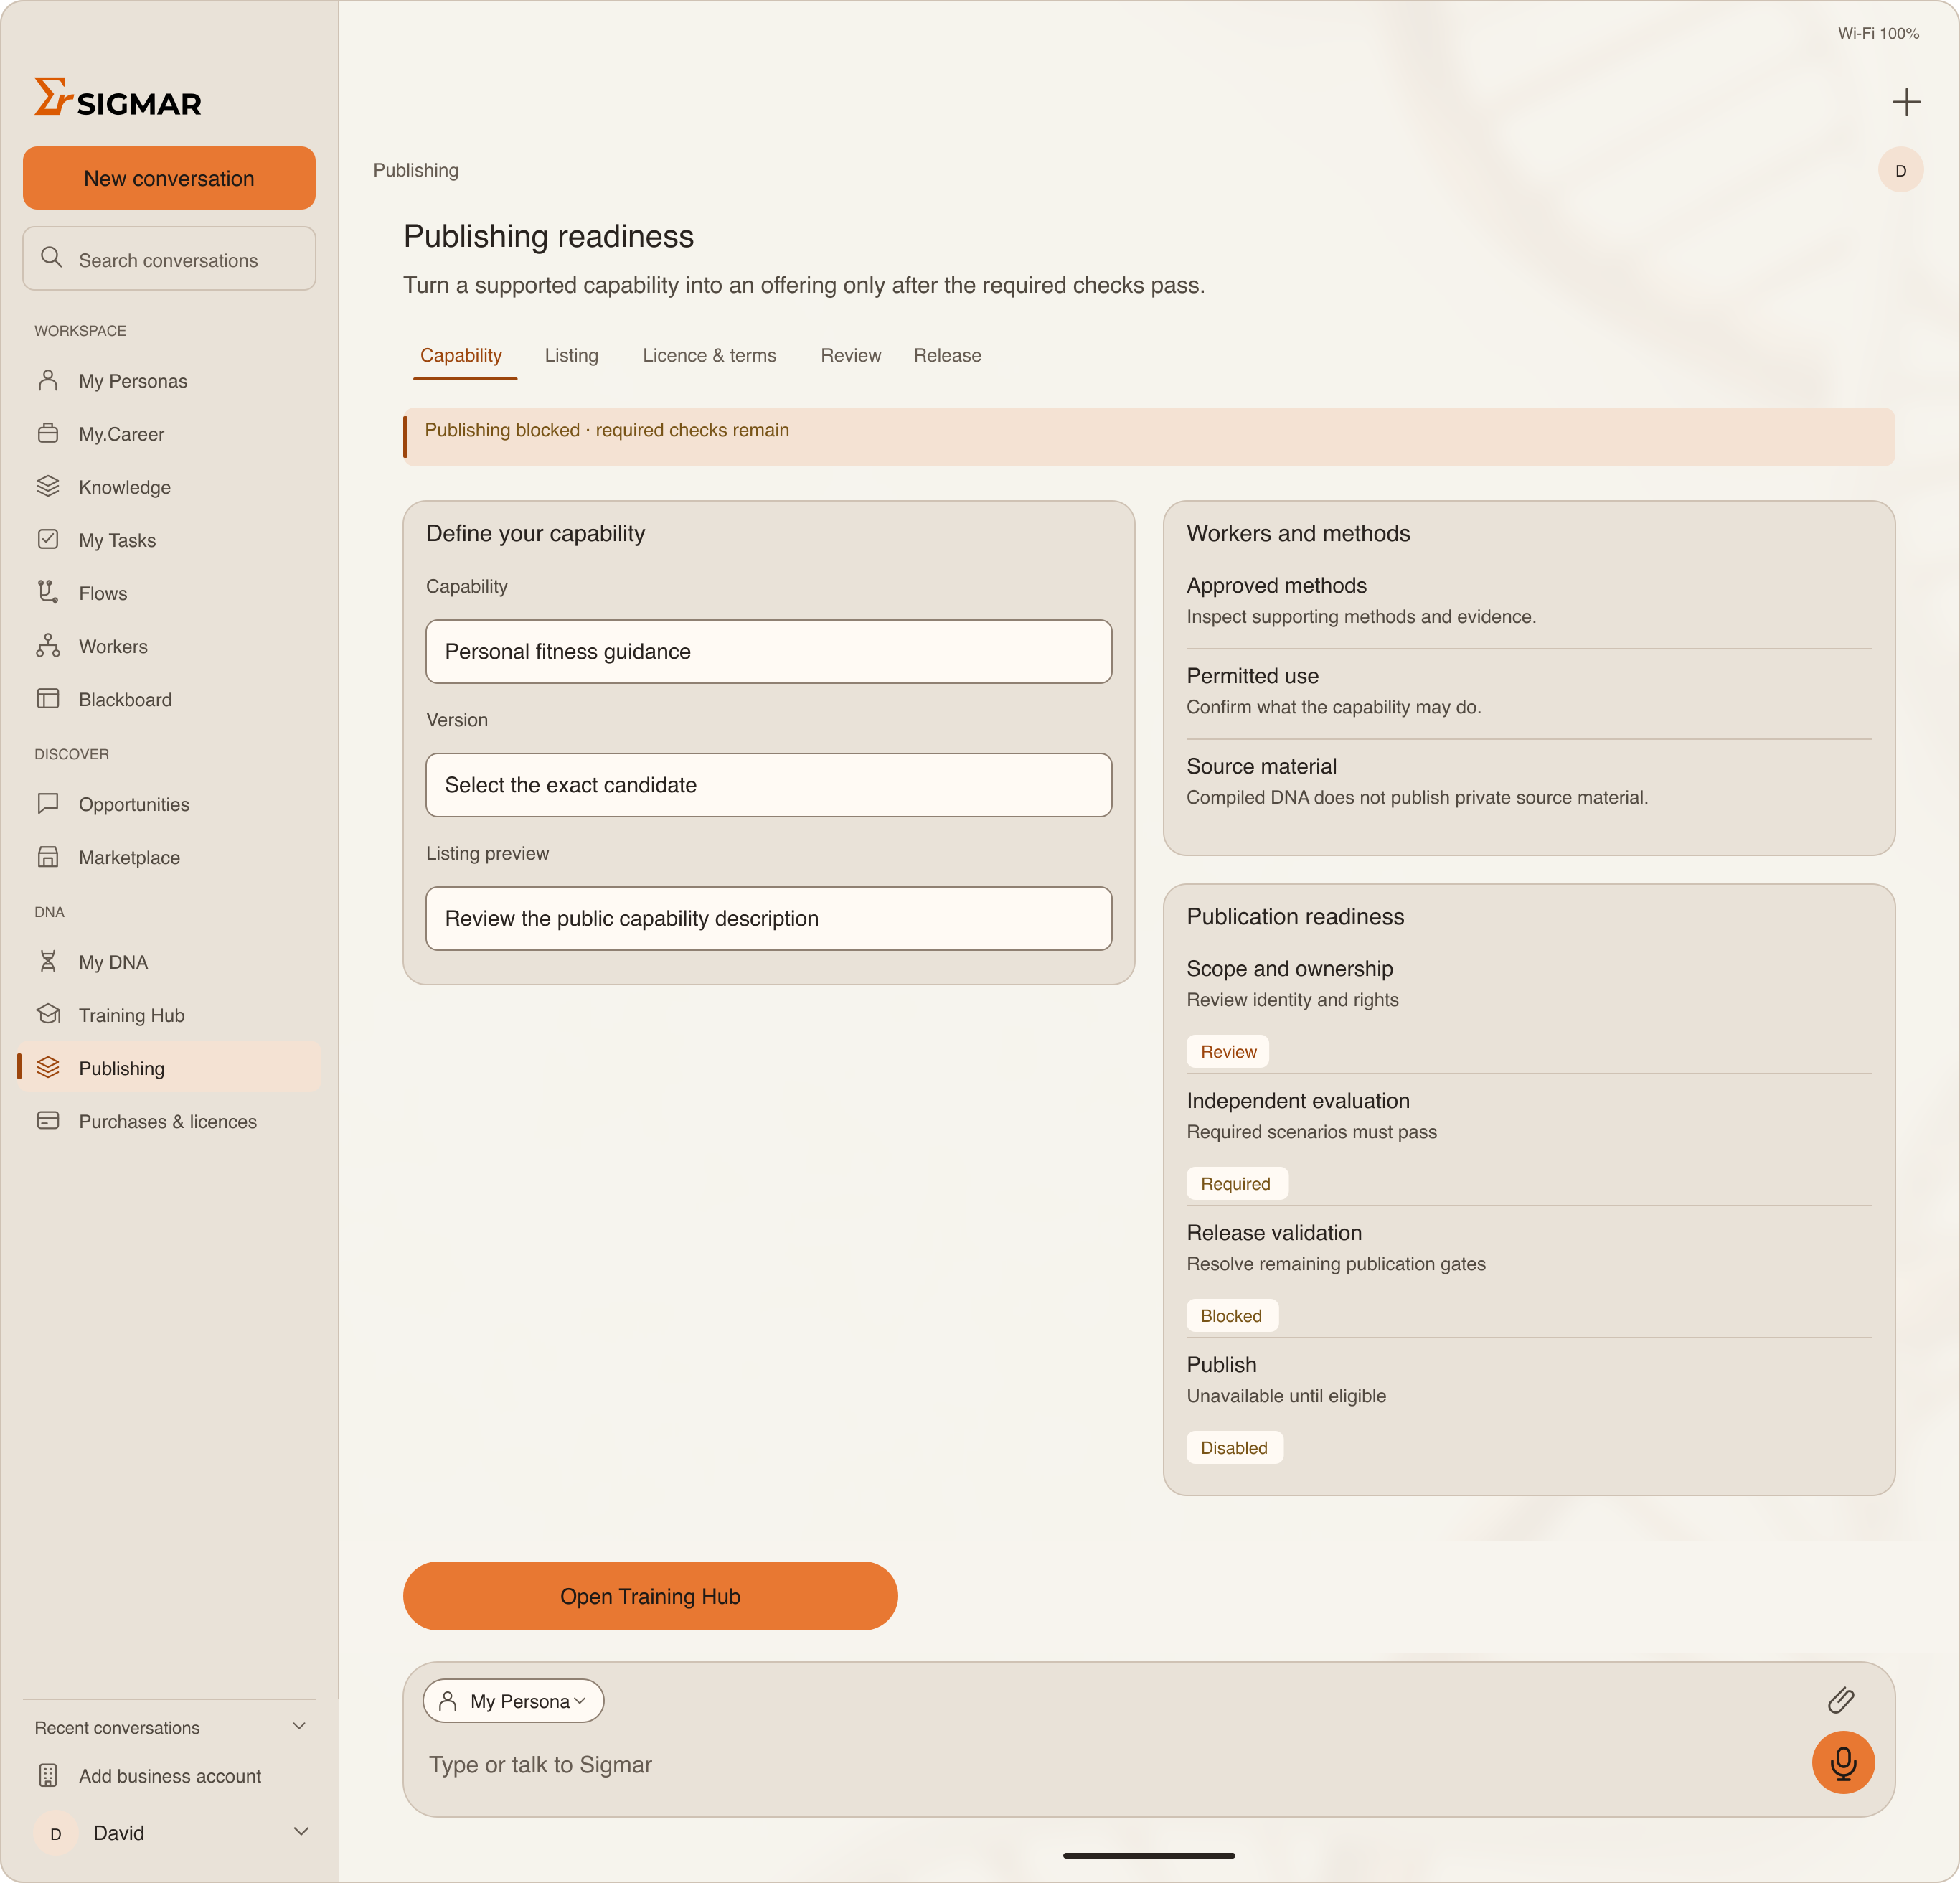 Wi-Fi 100%
Σr SIGMAR
New conversation
Search conversations
WORKSPACE
My Personas
My.Career
Knowledge
My Tasks
Flows
Workers
Blackboard
DISCOVER
Opportunities
Marketplace
DNA
My DNA
Training Hub
Publishing
Purchases & licences
Recent conversations
Add business account
D David
Publishing
D
Publishing readiness
Turn a supported capability into an offering only after the required checks pass.
Capability Listing Licence & terms Review Release
Publishing blocked · required checks remain
Define your capability
Capability
Personal fitness guidance
Version
Select the exact candidate
Listing preview
Review the public capability description
Workers and methods
Approved methods
Inspect supporting methods and evidence.
Permitted use
Confirm what the capability may do.
Source material
Compiled DNA does not publish private source material.
Publication readiness
Scope and ownership
Review identity and rights
Review
Independent evaluation
Required scenarios must pass
Required
Release validation
Resolve remaining publication gates
Blocked
Publish
Unavailable until eligible
Disabled
Open Training Hub
My Persona
Type or talk to Sigmar